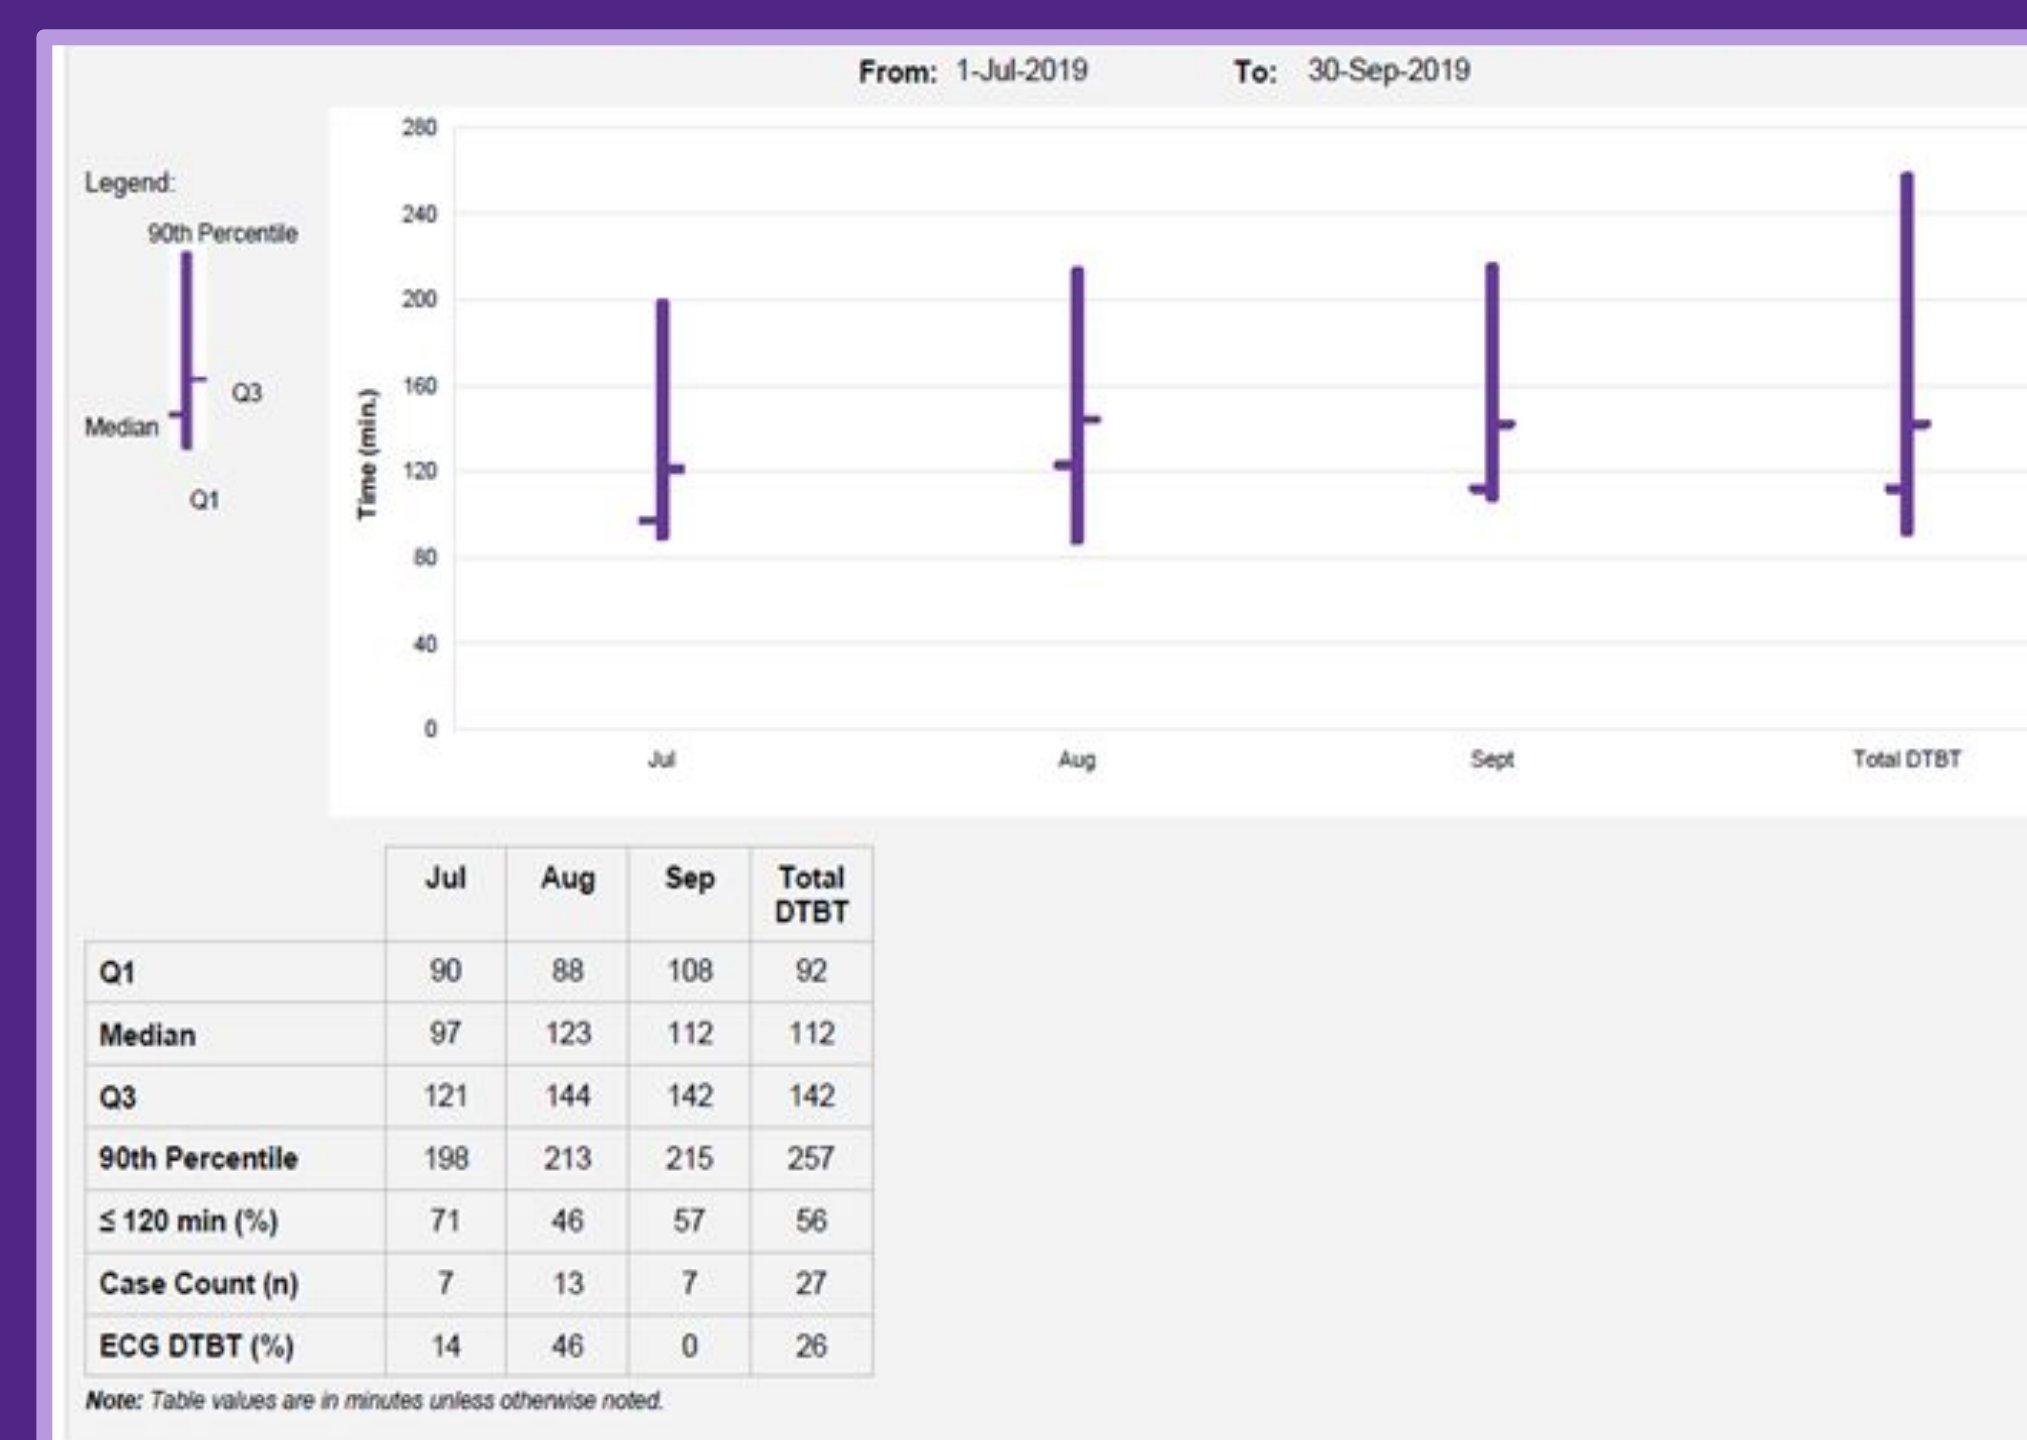 From: 1-Jul-2019 To: 30-Sep-2019
Legend:
90th Percentile
Q3
Median
Q1
Time (min.)
280
240
200
160
120
80
40
0
Jul Aug Sept Total DTBT
Jul Aug Sep Total DTBT
Q1 90 88 108 92
Median 97 123 112 112
Q3 121 144 142 142
90th Percentile 198 213 215 257
≤ 120 min (%) 71 46 57 56
Case Count (n) 7 13 7 27
ECG DTBT (%) 14 46 0 26
Note: Table values are in minutes unless otherwise noted.